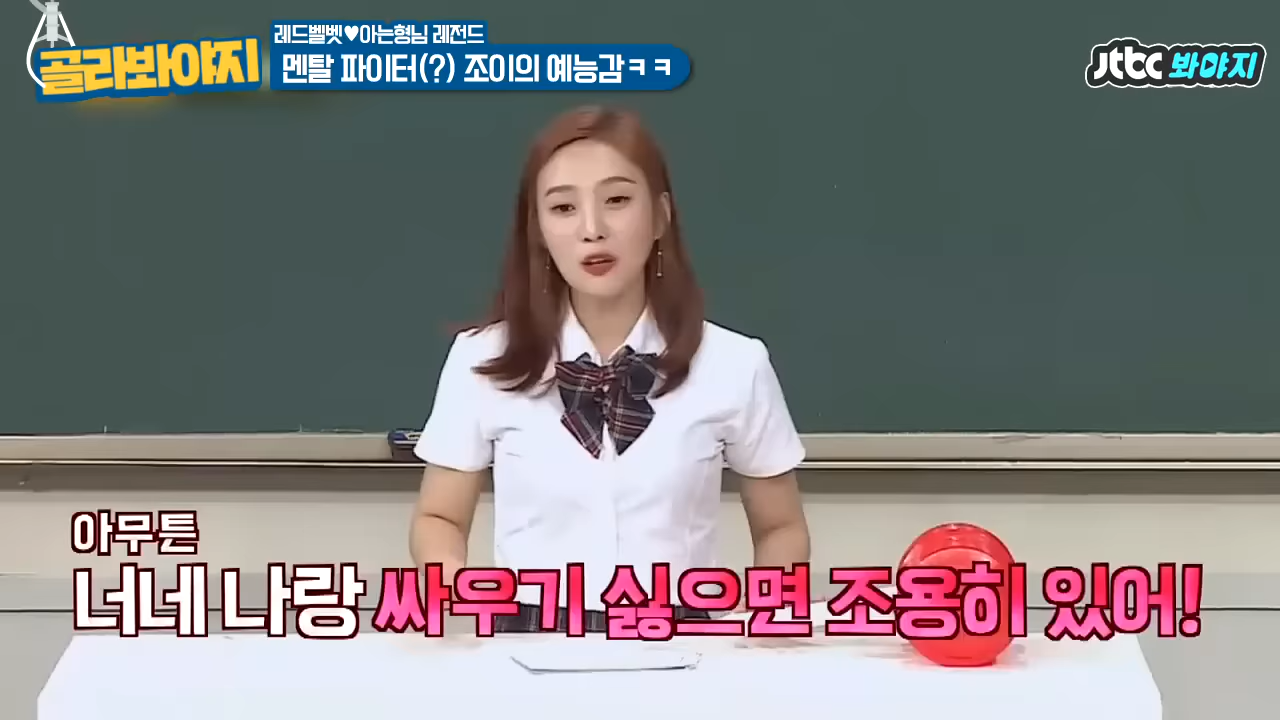 골라봐야지
레드벨벳♥아는형님 레전드
멘탈 파이터(?) 조이의 예능감ㅋㅋ
Jtbc 봐야지
아무튼
너네 나랑 싸우기 싫으면 조용히 있어!